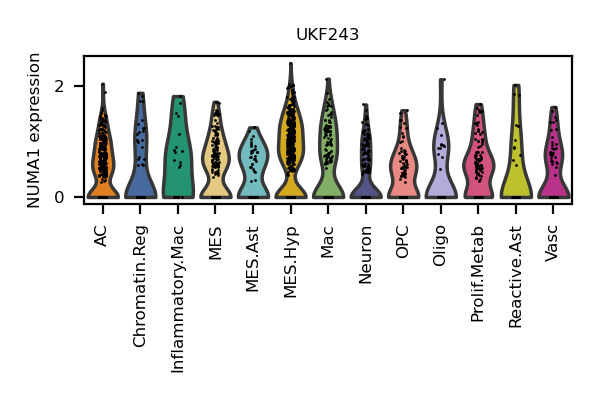 UKF243
NUMA1 expression
2
0
AC
Chromatin.Reg
Inflammatory.Mac
MES
MES.Ast
MES.Hyp
Mac
Neuron
OPC
Oligo
Prolif.Metab
Reactive.Ast
Vasc